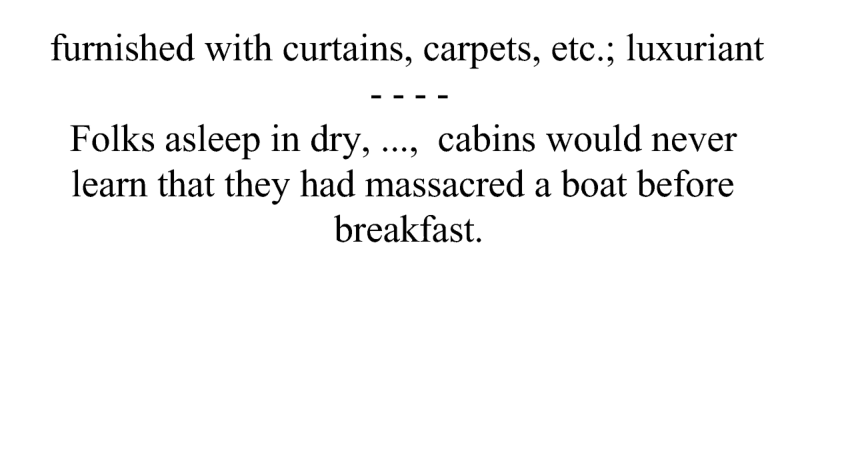 furnished with curtains, carpets, etc.; luxuriant
- - - -
Folks asleep in dry, ..., cabins would never
learn that they had massacred a boat before
breakfast.